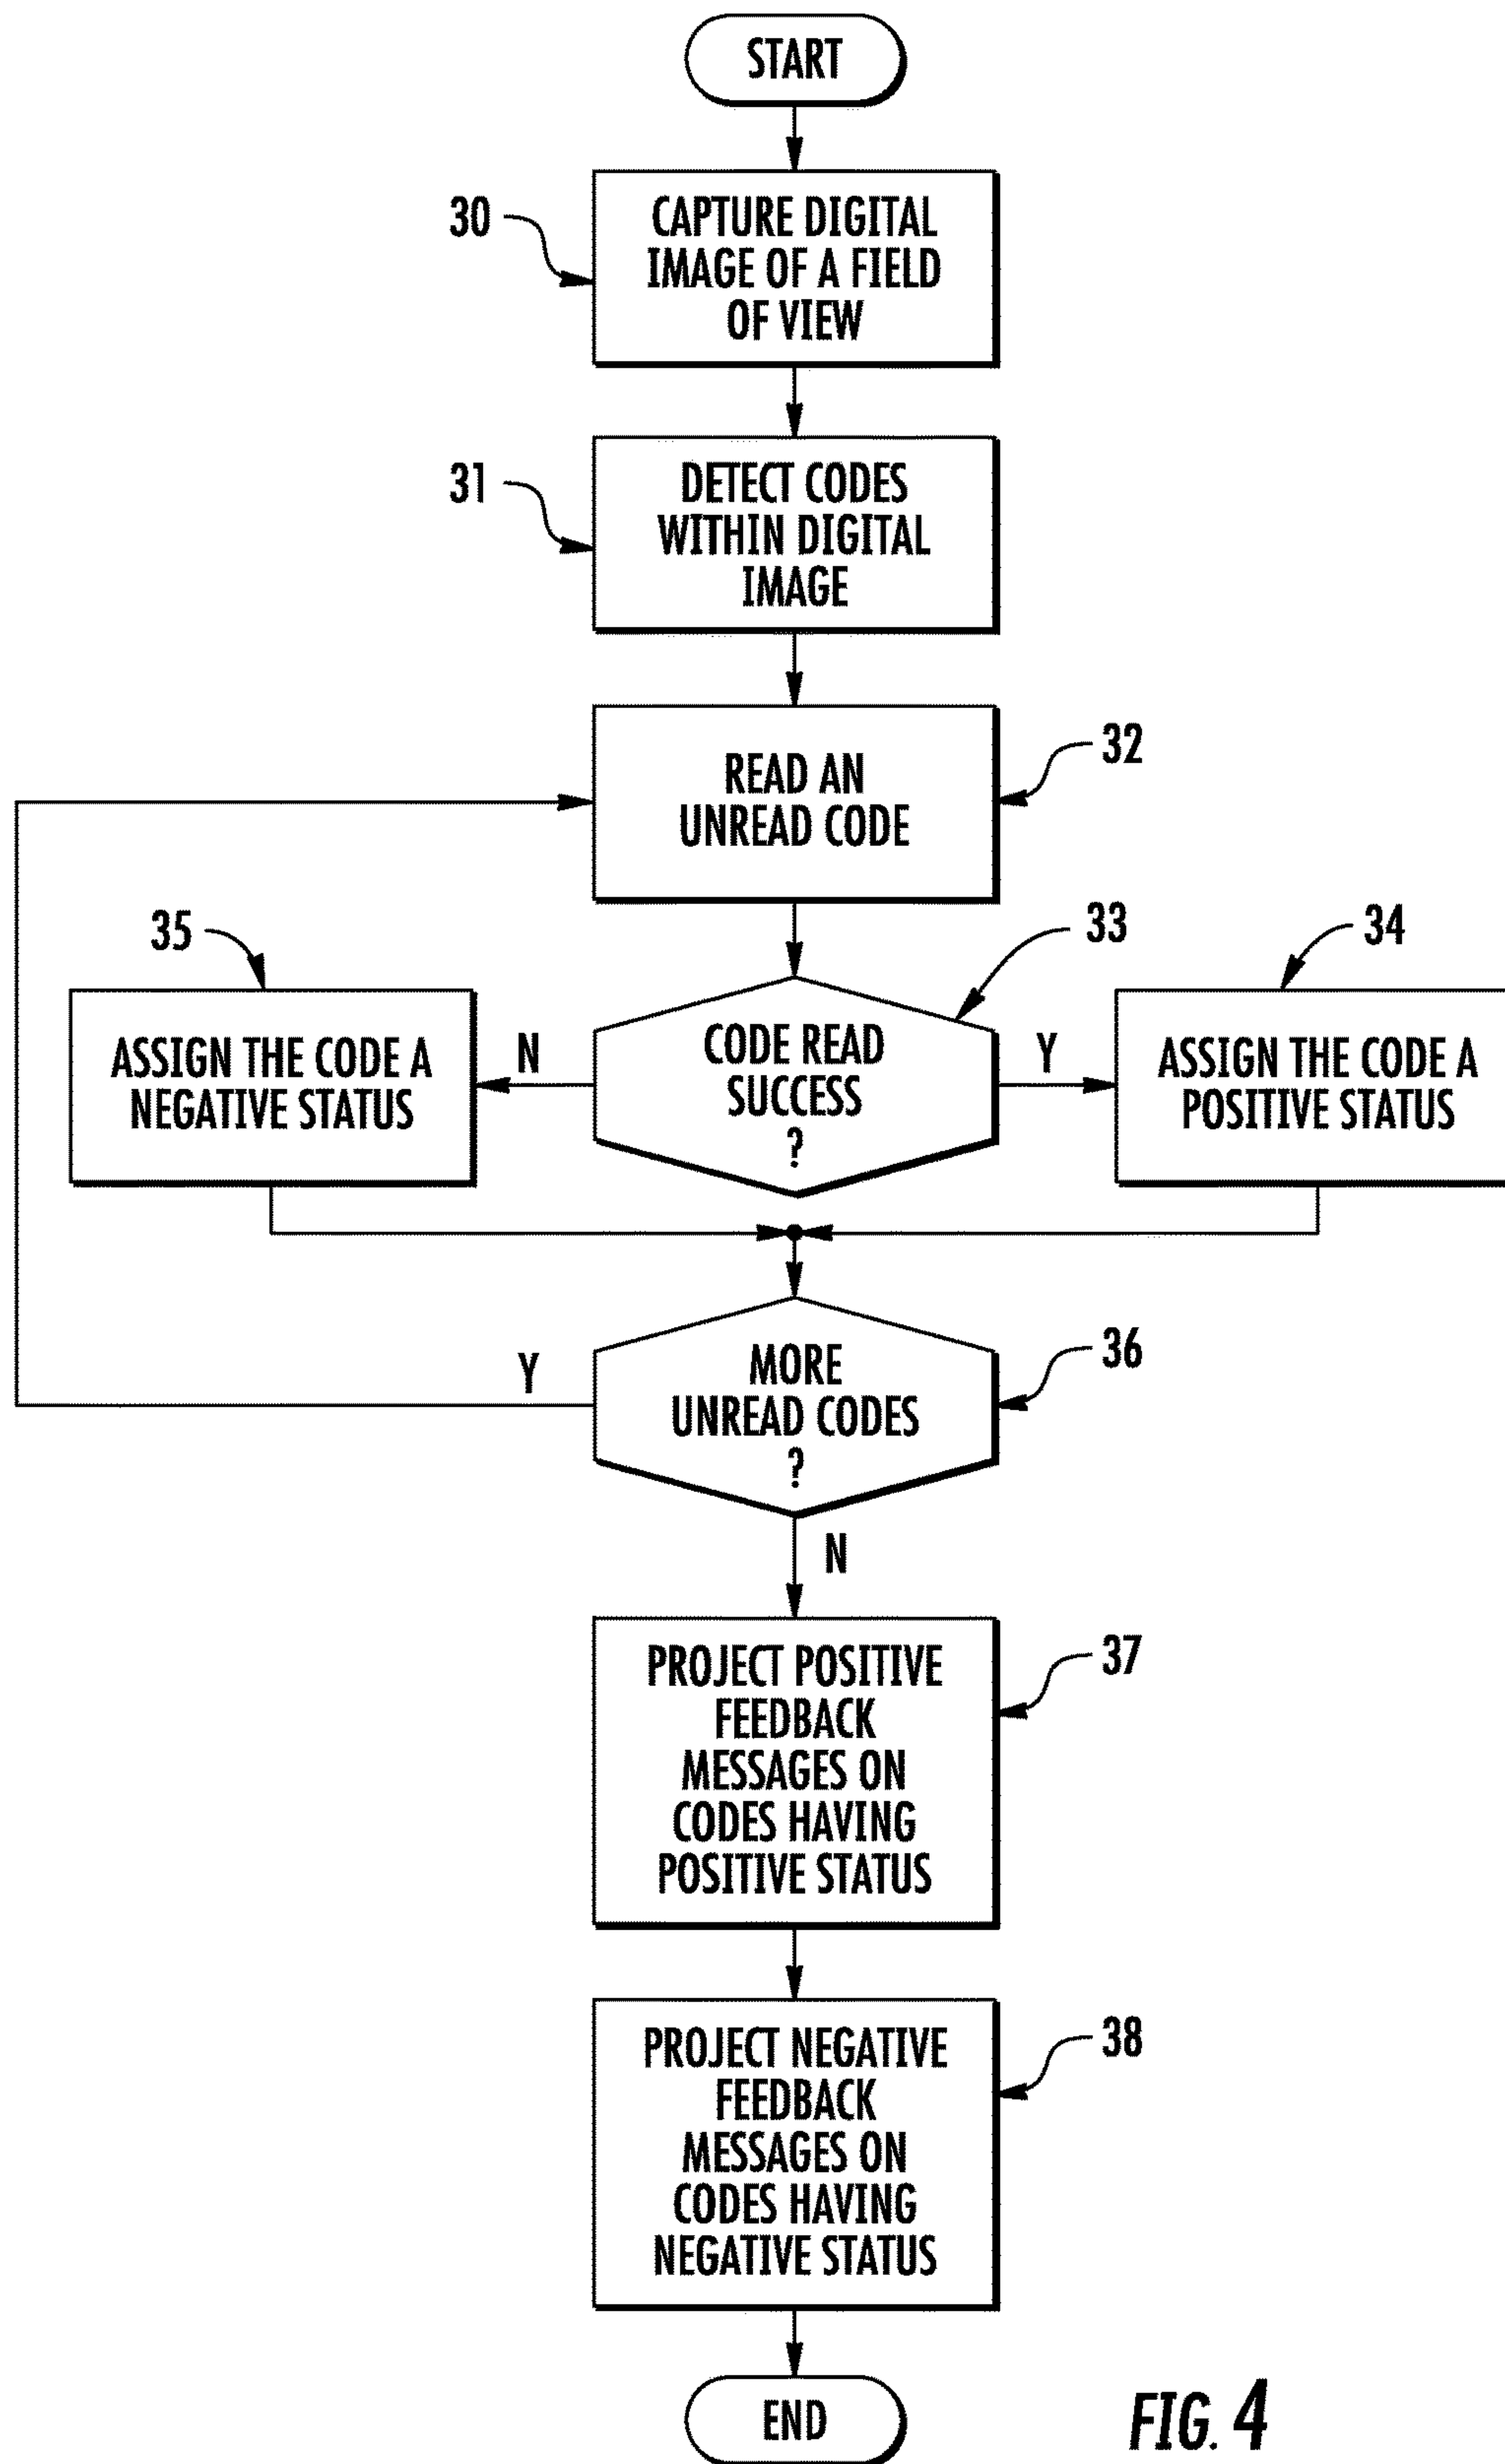 START
30
CAPTURE DIGITAL
IMAGE OF A FIELD
OF VIEW
31
DETECT CODES
WITHIN DIGITAL
IMAGE
32
READ AN
UNREAD CODE
35
33
34
ASSIGN THE CODE A
NEGATIVE STATUS
N
CODE READ
SUCCESS
?
Y
ASSIGN THE CODE A
POSITIVE STATUS
Y
MORE
UNREAD CODES
?
36
N
PROJECT POSITIVE
FEEDBACK
MESSAGES ON
CODES HAVING
POSITIVE STATUS
37
PROJECT NEGATIVE
FEEDBACK
MESSAGES ON
CODES HAVING
NEGATIVE STATUS
38
END
FIG. 4